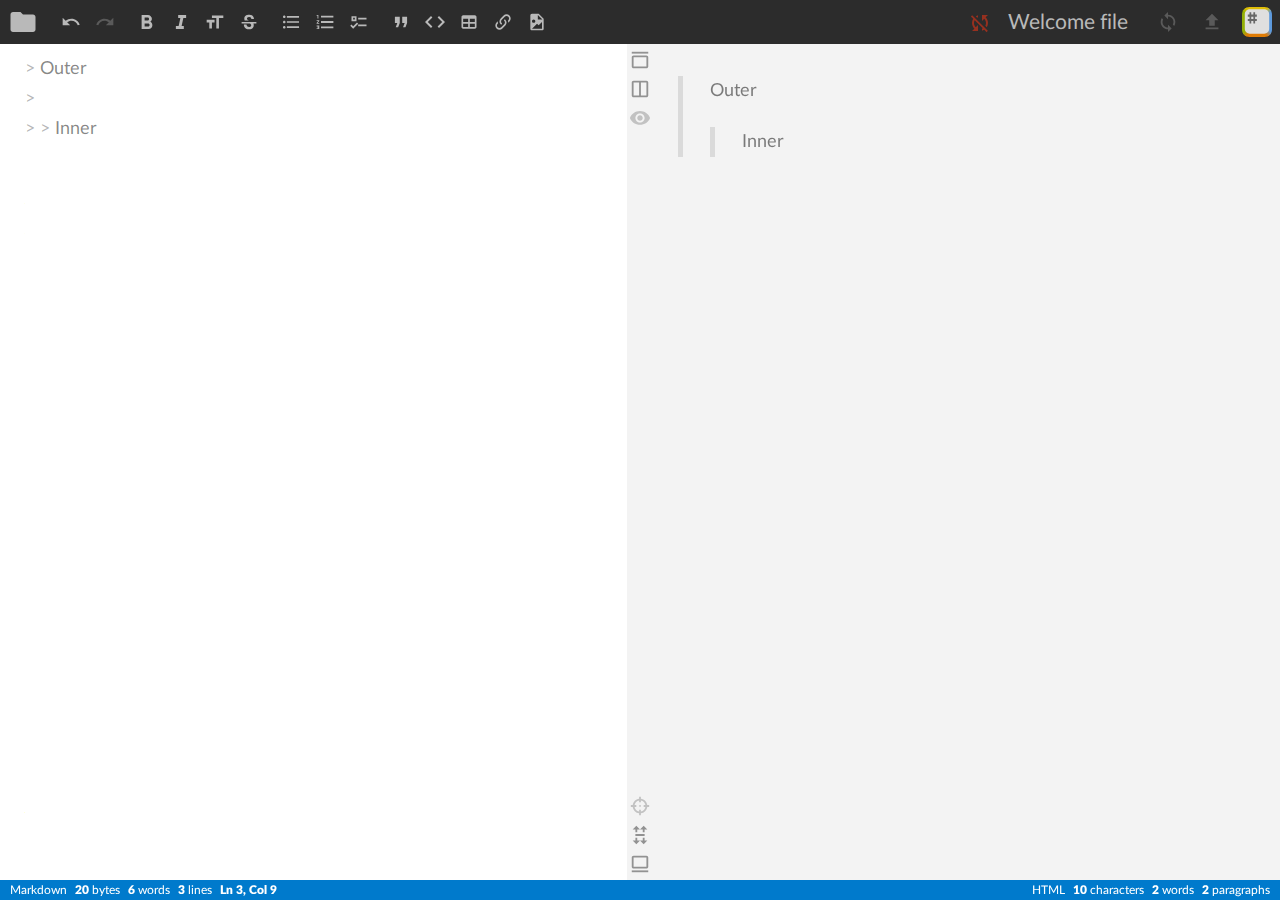 Welcome file
> Outer
>
> > Inner
Outer
Inner
Markdown 20 bytes 6 words 3 lines Ln 3, Col 9
HTML 10 characters 2 words 2 paragraphs